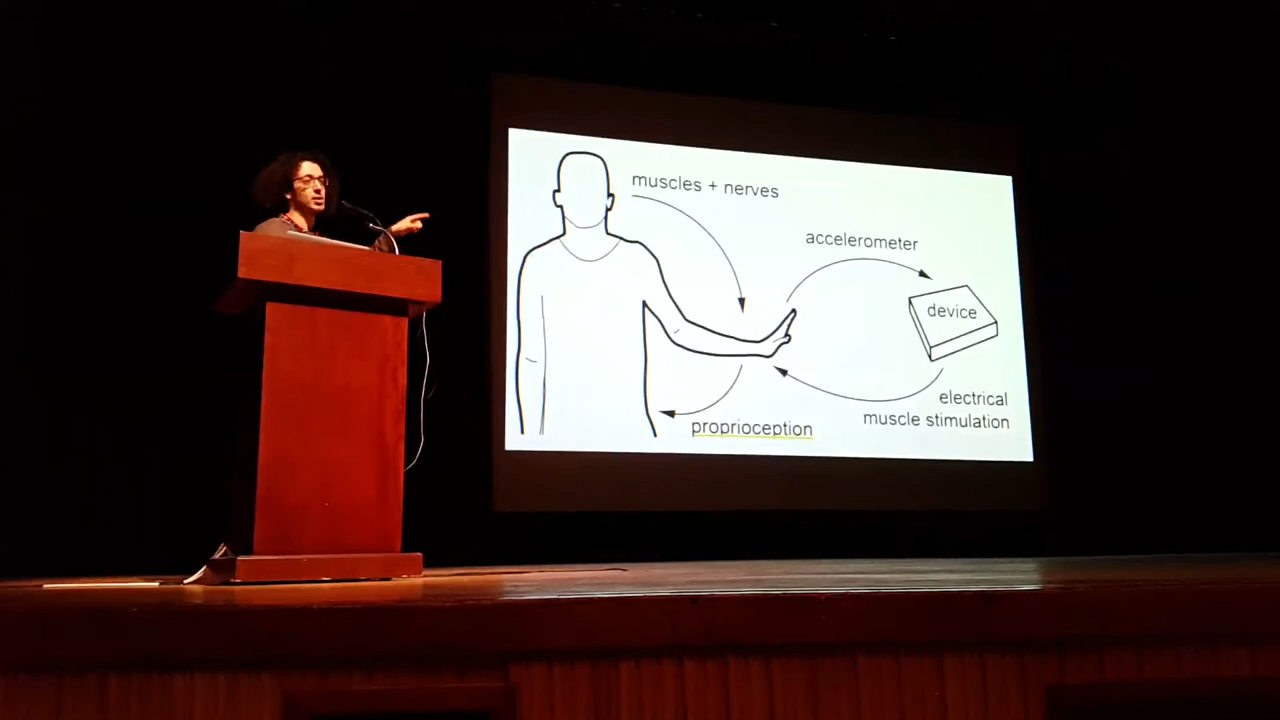 muscles + nerves
accelerometer
device
electrical
muscle stimulation
proprioception